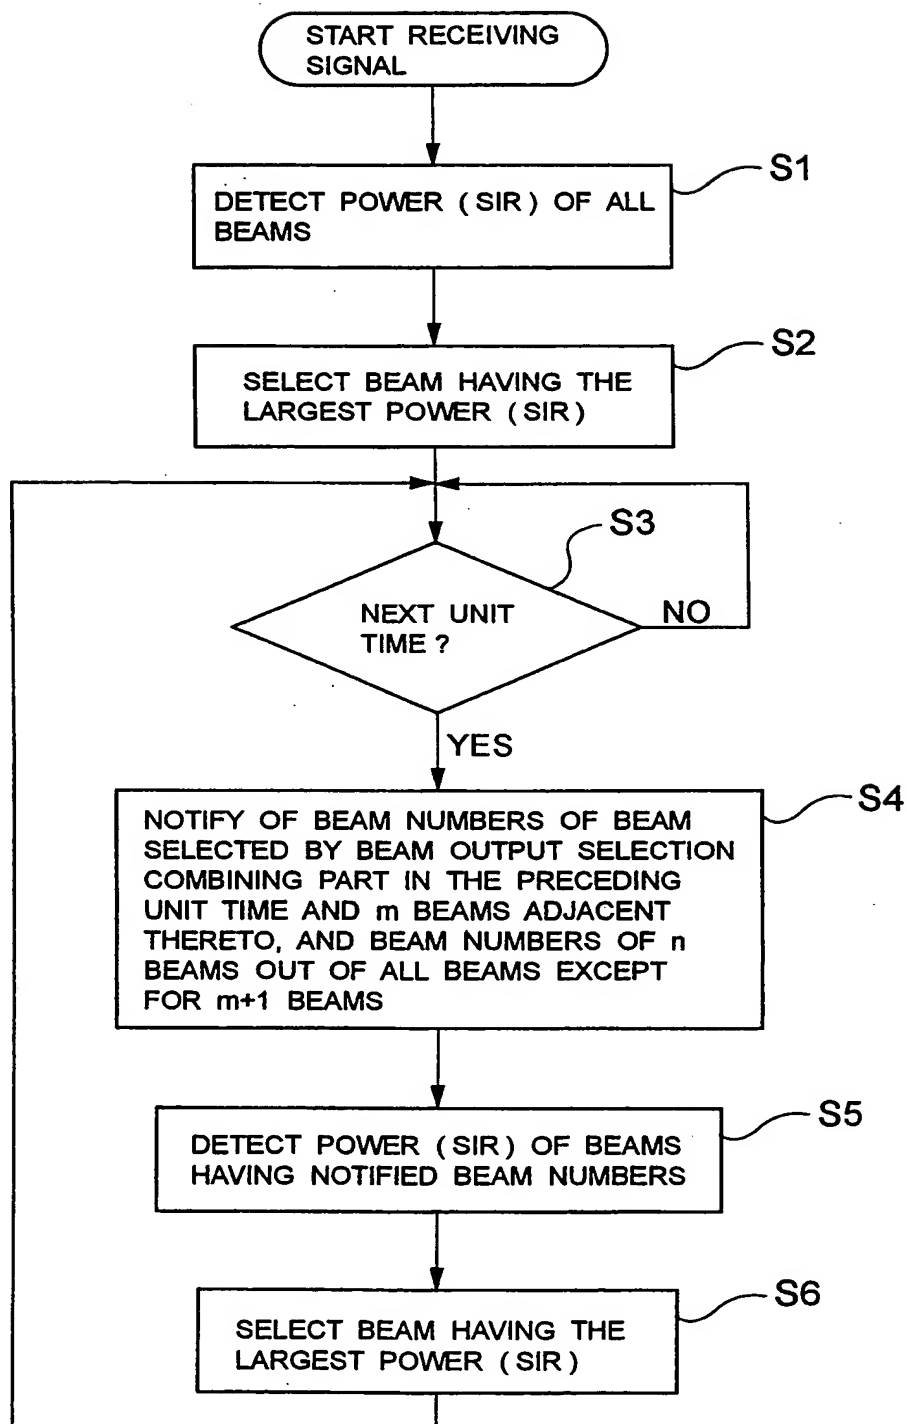 START RECEIVING
SIGNAL
S1
DETECT POWER (SIR) OF ALL
BEAMS
S2
SELECT BEAM HAVING THE
LARGEST POWER (SIR)
S3
NEXT UNIT
TIME?
NO
YES
S4
NOTIFY OF BEAM NUMBERS OF BEAM
SELECTED BY BEAM OUTPUT SELECTION
COMBINING PART IN THE PRECEDING
UNIT TIME AND m BEAMS ADJACENT
THERETO, AND BEAM NUMBERS OF n
BEAMS OUT OF ALL BEAMS EXCEPT
FOR m+1 BEAMS
S5
DETECT POWER (SIR) OF BEAMS
HAVING NOTIFIED BEAM NUMBERS
S6
SELECT BEAM HAVING THE
LARGEST POWER (SIR)